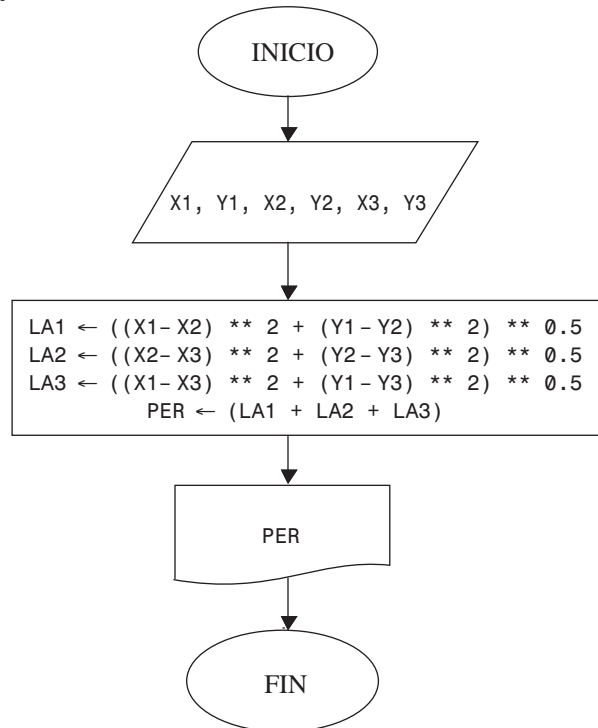 INICIO
X1, Y1, X2, Y2, X3, Y3
LA1 ← ((X1-X2) ** 2 + (Y1-Y2) ** 2) ** 0.5
LA2 ← ((X2-X3) ** 2 + (Y2-Y3) ** 2) ** 0.5
LA3 ← ((X1-X3) ** 2 + (Y1-Y3) ** 2) ** 0.5
PER ← (LA1 + LA2 + LA3)
PER
FIN